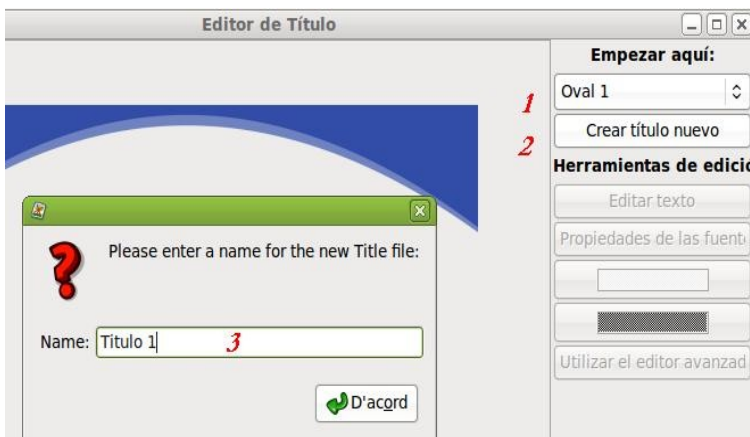 Editor de Título
Empezar aquí:
1
Oval 1
2
Crear título nuevo
Herramientas de edició
Editar texto
Propiedades de las fuent
Utilizar el editor avanzad
Please enter a name for the new Title file:
Name: Titulo 1
3
D'acord